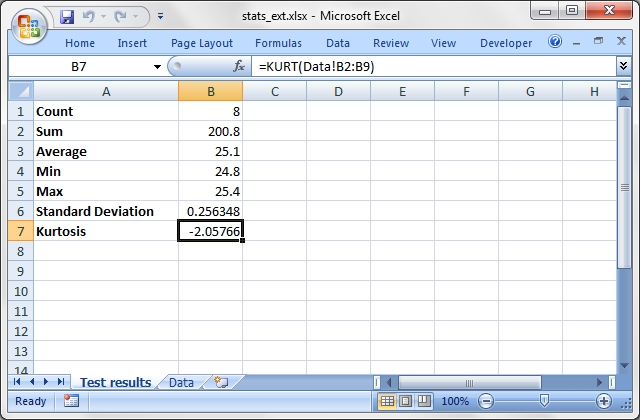 stats_ext.xlsx - Microsoft Excel
Home Insert Page Layout Formulas Data Review View Developer
B7 fx =KURT(Data!B2:B9)
A B C D E F G H
1 Count 8
2 Sum 200.8
3 Average 25.1
4 Min 24.8
5 Max 25.4
6 Standard Deviation 0.256348
7 Kurtosis -2.05766
8
9
10
11
12
13
14
Test results Data
Ready 100%